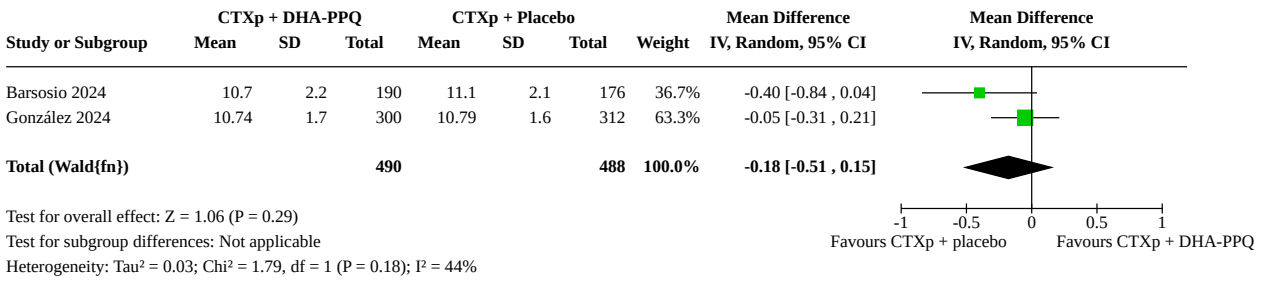 CTXp + DHA-PPQ CTXp + Placebo Mean Difference Mean Difference
Study or Subgroup Mean SD Total Mean SD Total Weight IV, Random, 95% CI IV, Random, 95% CI
Barsosio 2024 10.7 2.2 190 11.1 2.1 176 36.7% -0.40 [-0.84 , 0.04]
González 2024 10.74 1.7 300 10.79 1.6 312 63.3% -0.05 [-0.31 , 0.21]
Total (Wald{fn}) 490 488 100.0% -0.18 [-0.51 , 0.15]
Test for overall effect: Z = 1.06 (P = 0.29) -1 -0.5 0 0.5 1
Test for subgroup differences: Not applicable Favours CTXp + placebo Favours CTXp + DHA-PPQ
Heterogeneity: Tau² = 0.03; Chi² = 1.79, df = 1 (P = 0.18); I² = 44%